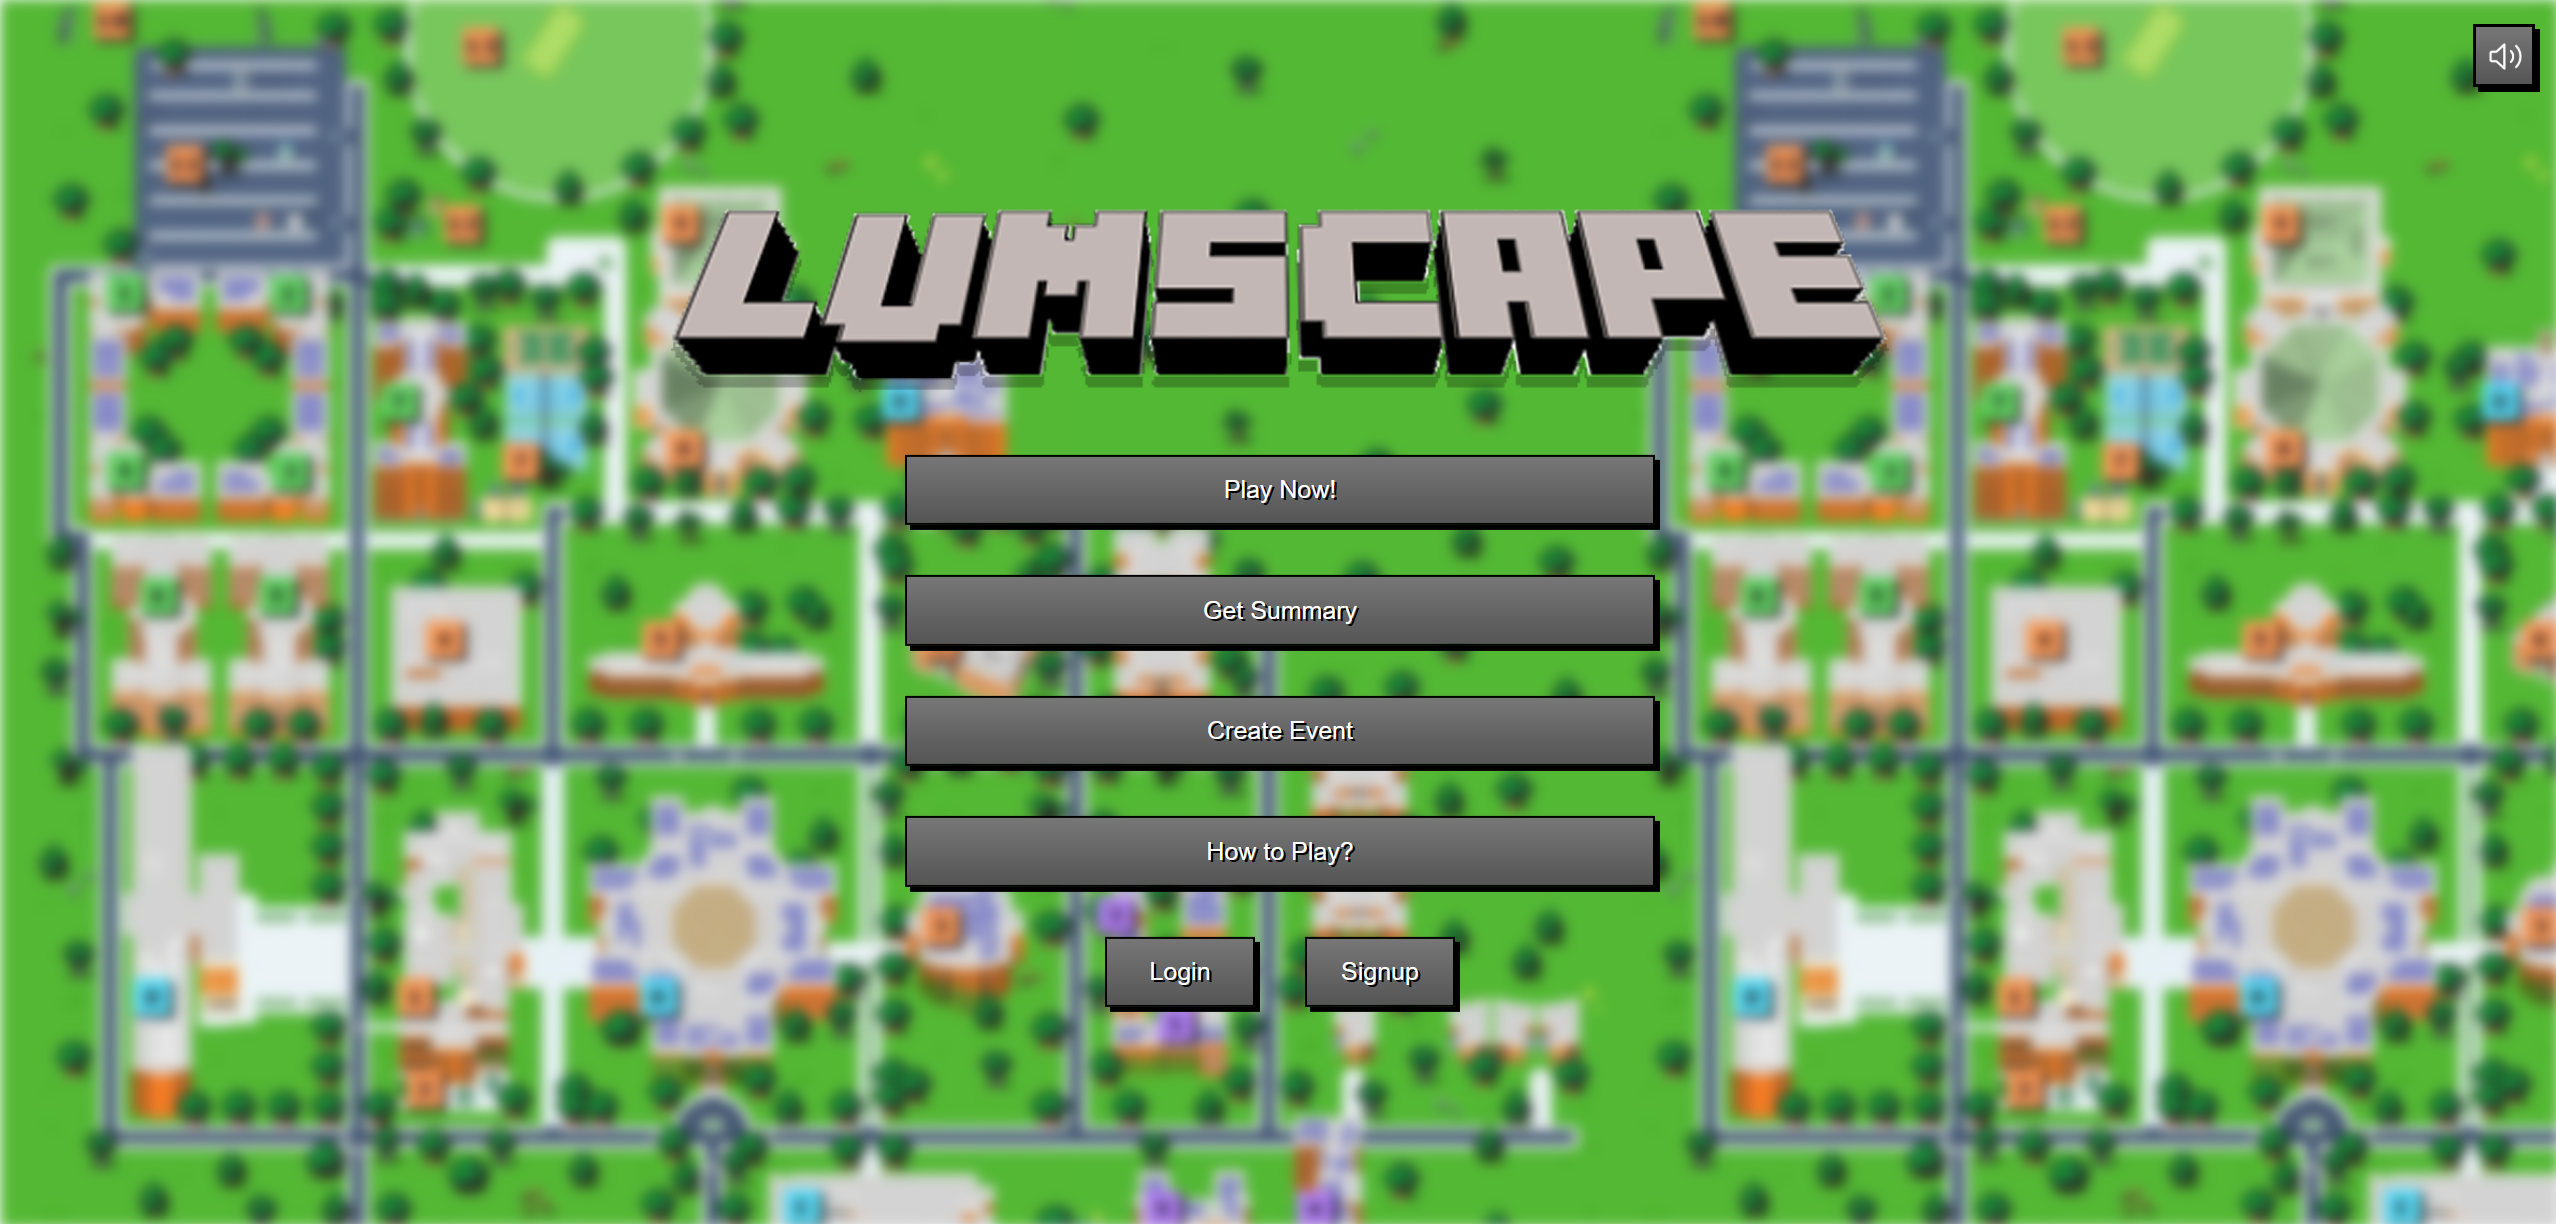 LUMSCAPE
Play Now!
Get Summary
Create Event
How to Play?
Login
Signup